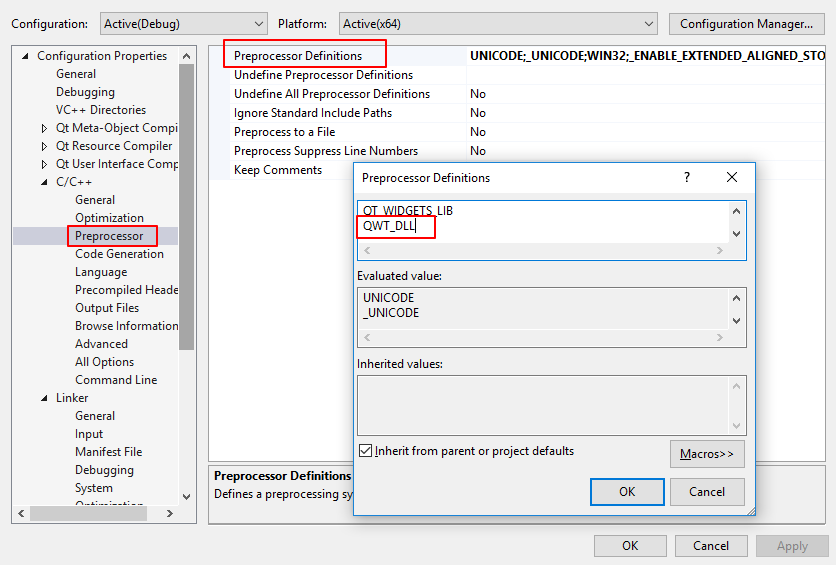 Configuration: Active(Debug) Platform: Active(x64) Configuration Manager...
Configuration Properties
General
Debugging
VC++ Directories
Qt Meta-Object Compi
Qt Resource Compiler
Qt User Interface Comp
C/C++
General
Optimization
Preprocessor
Code Generation
Language
Precompiled Heade
Output Files
Browse Information
Advanced
All Options
Command Line
Linker
General
Input
Manifest File
Debugging
System
Optimization
Preprocessor Definitions UNICODE;_UNICODE;WIN32;_ENABLE_EXTENDED_ALIGNED_STO
Undefine Preprocessor Definitions
Undefine All Preprocessor Definitions No
Ignore Standard Include Paths No
Preprocess to a File No
Preprocess Suppress Line Numbers No
Keep Comments
Preprocessor Definitions
Defines a preprocessing sy
Preprocessor Definitions ?
QT_WIDGETS_LIB
QWT_DLL
Evaluated value:
UNICODE
_UNICODE
Inherited values:
Inherit from parent or project defaults
Macros>>
OK Cancel
OK Cancel Apply